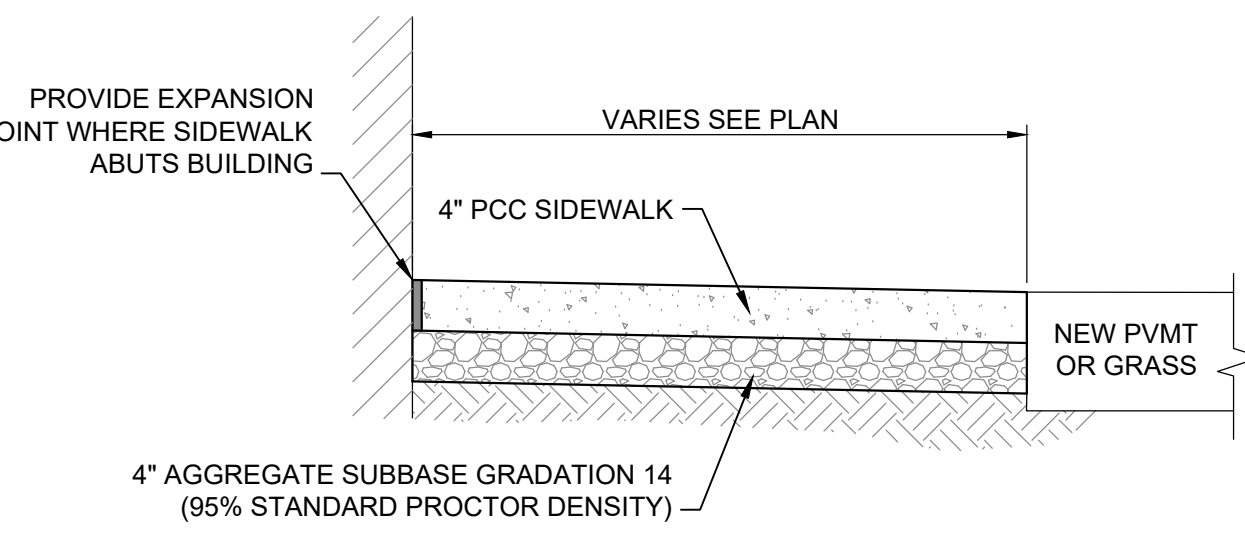 PROVIDE EXPANSION
OINT WHERE SIDEWALK
ABUTS BUILDING
VARIES SEE PLAN
4" PCC SIDEWALK
NEW PVMT
OR GRASS
4" AGGREGATE SUBBASE GRADATION 14
(95% STANDARD PROCTOR DENSITY)